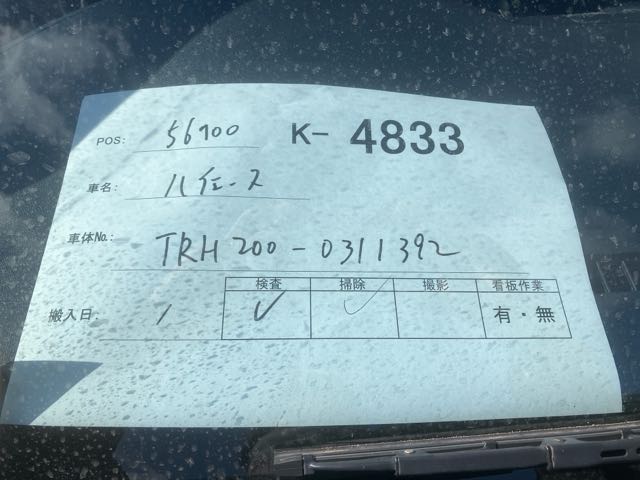 POS: 56700 K- 4833
車名: ハイエース
車体No.: TRH200-0311392
検査 掃除 撮影 看板作業
搬入日: / ✓ ✓ 有・無